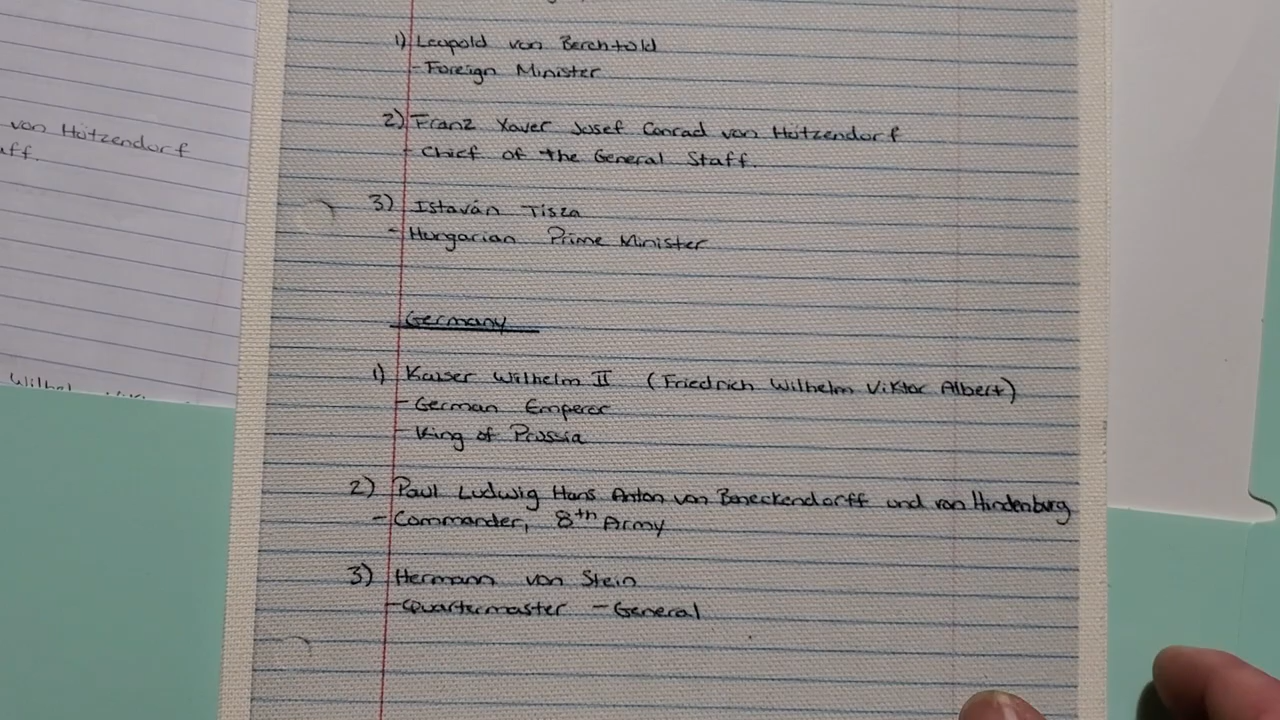 1) Leopold von Berchtold
- Foreign Minister
2) Franz Xaver Josef Conrad von Hötzendorf
- Chief of the General Staff.
3) Istaván Tisza
- Hungarian Prime Minister
Germany
1) Kaiser Wilhelm II (Friedrich Wilhelm Viktor Albert)
- German Emperor
- King of Prussia
2) Paul Ludwig Hans Anton von Beneckendorff und von Hindenburg
- Commander, 8th Army
3) Hermann von Stein
- Quartermaster - General
von Hötzendorf
aff.